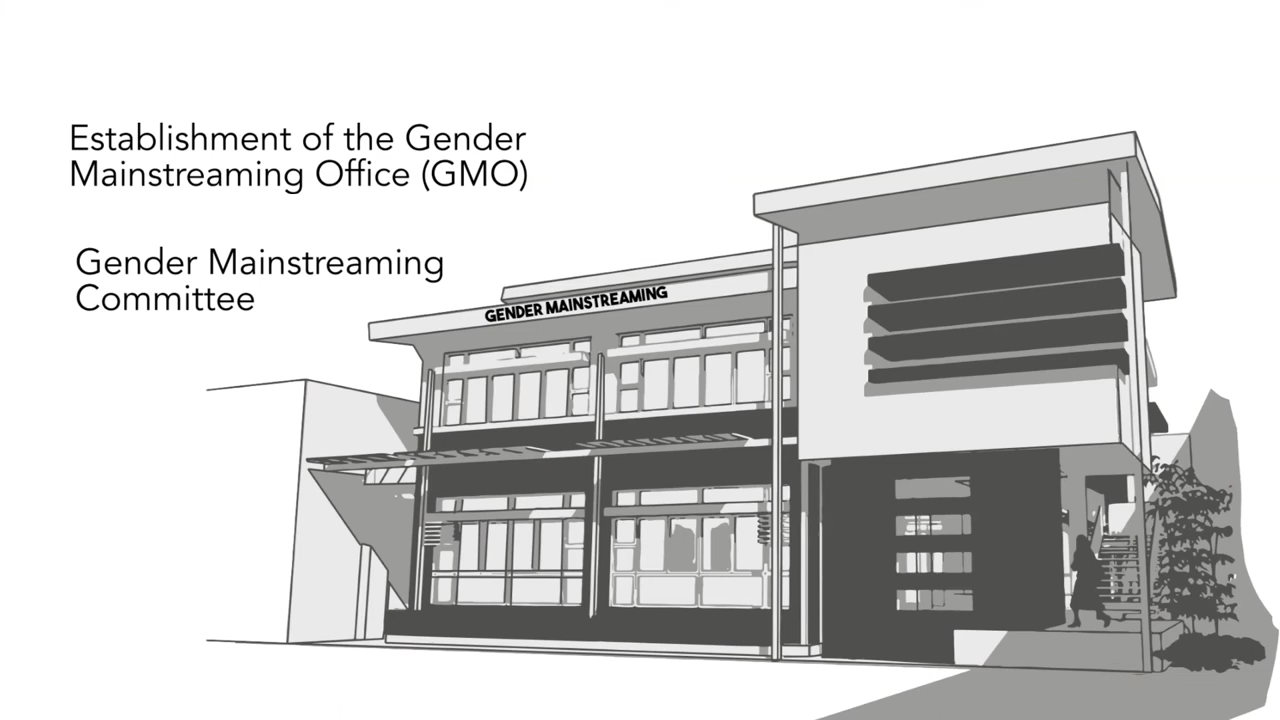 Establishment of the Gender
Mainstreaming Office (GMO)
Gender Mainstreaming
Committee
GENDER MAINSTREAMING